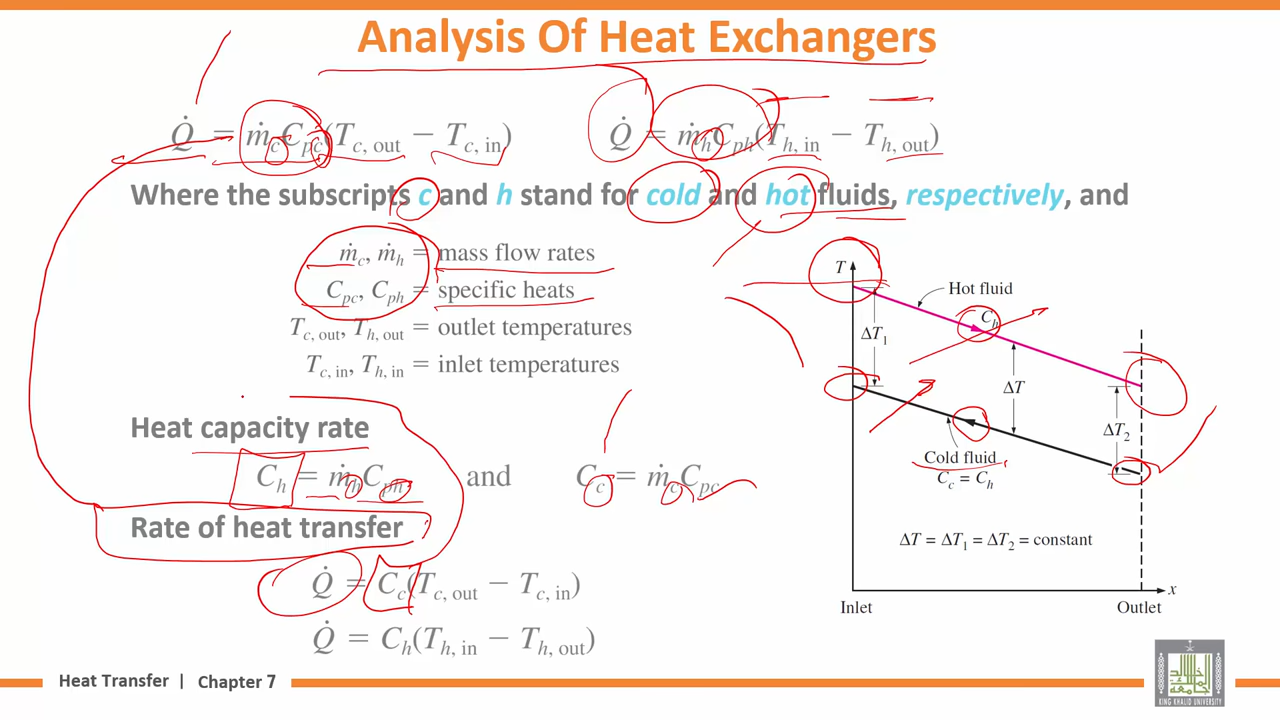 Analysis Of Heat Exchangers
Q̇ = ṁcCpc(Tc, out − Tc, in)
Q̇ = ṁhCph(Th, in − Th, out)
Where the subscripts c and h stand for cold and hot fluids, respectively, and
ṁc, ṁh = mass flow rates
Cpc, Cph = specific heats
Tc, out, Th, out = outlet temperatures
Tc, in, Th, in = inlet temperatures
Heat capacity rate
Ch = ṁhCph and Cc = ṁcCpc
Rate of heat transfer
Q̇ = Cc(Tc, out − Tc, in)
Q̇ = Ch(Th, in − Th, out)
T
Hot fluid
Ch
ΔT1
ΔT
ΔT2
Cold fluid
Cc = Ch
ΔT = ΔT1 = ΔT2 = constant
x
Inlet
Outlet
Heat Transfer | Chapter 7
جامعة الملك خالد
KING KHALID UNIVERSITY